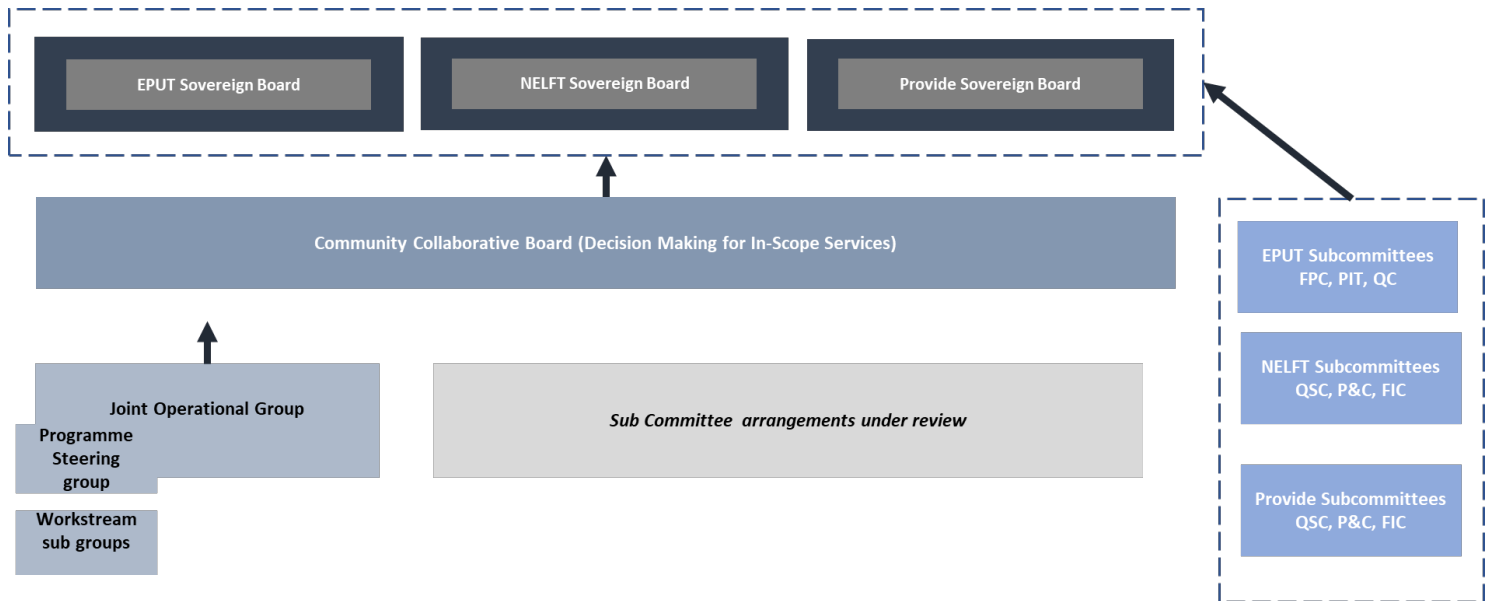 EPUT Sovereign Board
NELFT Sovereign Board
Provide Sovereign Board
Community Collaborative Board (Decision Making for In-Scope Services)
EPUT Subcommittees
FPC, PIT, QC
NELFT Subcommittees
QSC, P&C, FIC
Provide Subcommittees
QSC, P&C, FIC
Joint Operational Group
Programme
Steering
group
Workstream
sub groups
Sub Committee arrangements under review